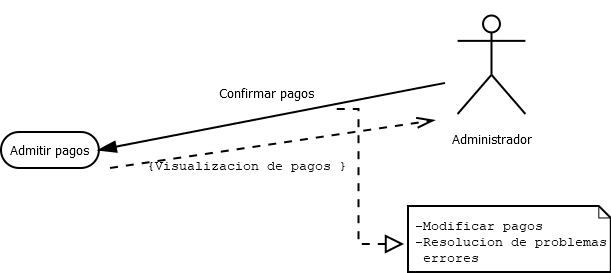 Confirmar pagos
Administrador
Admitir pagos
{Visualizacion de pagos }
-Modificar pagos
-Resolucion de problemas
errores